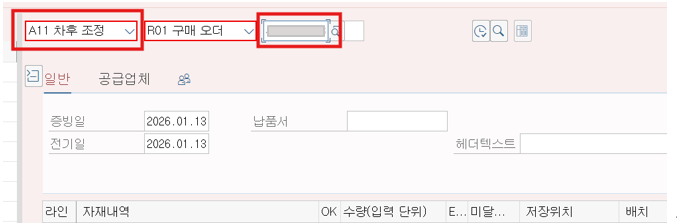 A11 차후 조정 R01 구매 오더
일반 공급업체
증빙일 2026.01.13 납품서
전기일 2026.01.13
헤더텍스트
라인 자재내역 OK 수량(입력 단위) E... 미달... 저장위치 배치